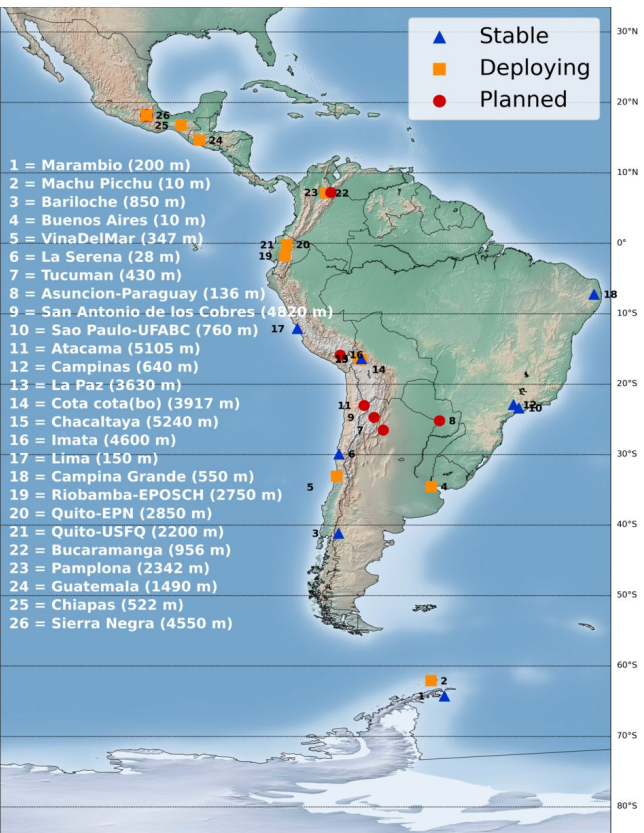 Stable
Deploying
Planned
30°N
20°N
10°N
0°
10°S
20°S
30°S
40°S
50°S
60°S
70°S
80°S
1 = Marambio (200 m)
2 = Machu Picchu (10 m)
3 = Bariloche (850 m)
4 = Buenos Aires (10 m)
5 = VinaDelMar (347 m)
6 = La Serena (28 m)
7 = Tucuman (430 m)
8 = Asuncion-Paraguay (136 m)
9 = San Antonio de los Cobres (4820 m)
10 = Sao Paulo-UFABC (760 m)
11 = Atacama (5105 m)
12 = Campinas (640 m)
13 = La Paz (3630 m)
14 = Cota cota(bo) (3917 m)
15 = Chacaltaya (5240 m)
16 = Imata (4600 m)
17 = Lima (150 m)
18 = Campina Grande (550 m)
19 = Riobamba-EPOSCH (2750 m)
20 = Quito-EPN (2850 m)
21 = Quito-USFQ (2200 m)
22 = Bucaramanga (956 m)
23 = Pamplona (2342 m)
24 = Guatemala (1490 m)
25 = Chiapas (522 m)
26 = Sierra Negra (4550 m)
26
25
24
23
22
21
20
19
18
17
16
14
12
10
11
9
8
7
6
5
4
3
2
1